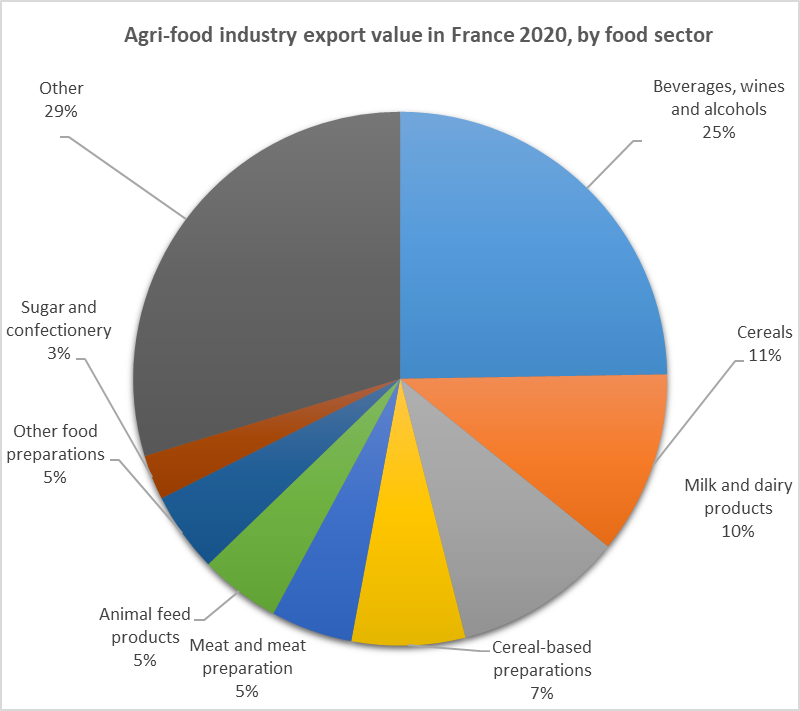 Agri-food industry export value in France 2020, by food sector
Beverages, wines
and alcohols
25%
Cereals
11%
Milk and dairy
products
10%
Cereal-based
preparations
7%
Meat and meat
preparation
5%
Animal feed
products
5%
Other food
preparations
5%
Sugar and
confectionery
3%
Other
29%